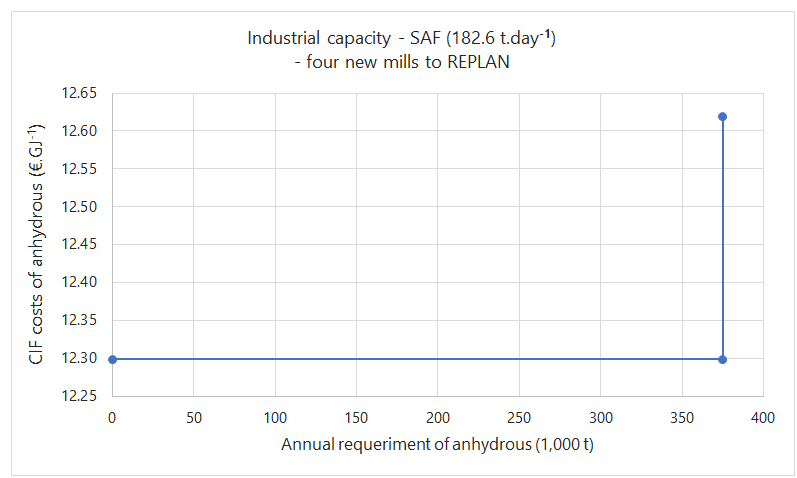 Industrial capacity - SAF (182.6 t.day⁻¹)
- four new mills to REPLAN
CIF costs of anhydrous (€.GJ⁻¹)
12.65
12.60
12.55
12.50
12.45
12.40
12.35
12.30
12.25
0 50 100 150 200 250 300 350 400
Annual requeriment of anhydrous (1,000 t)